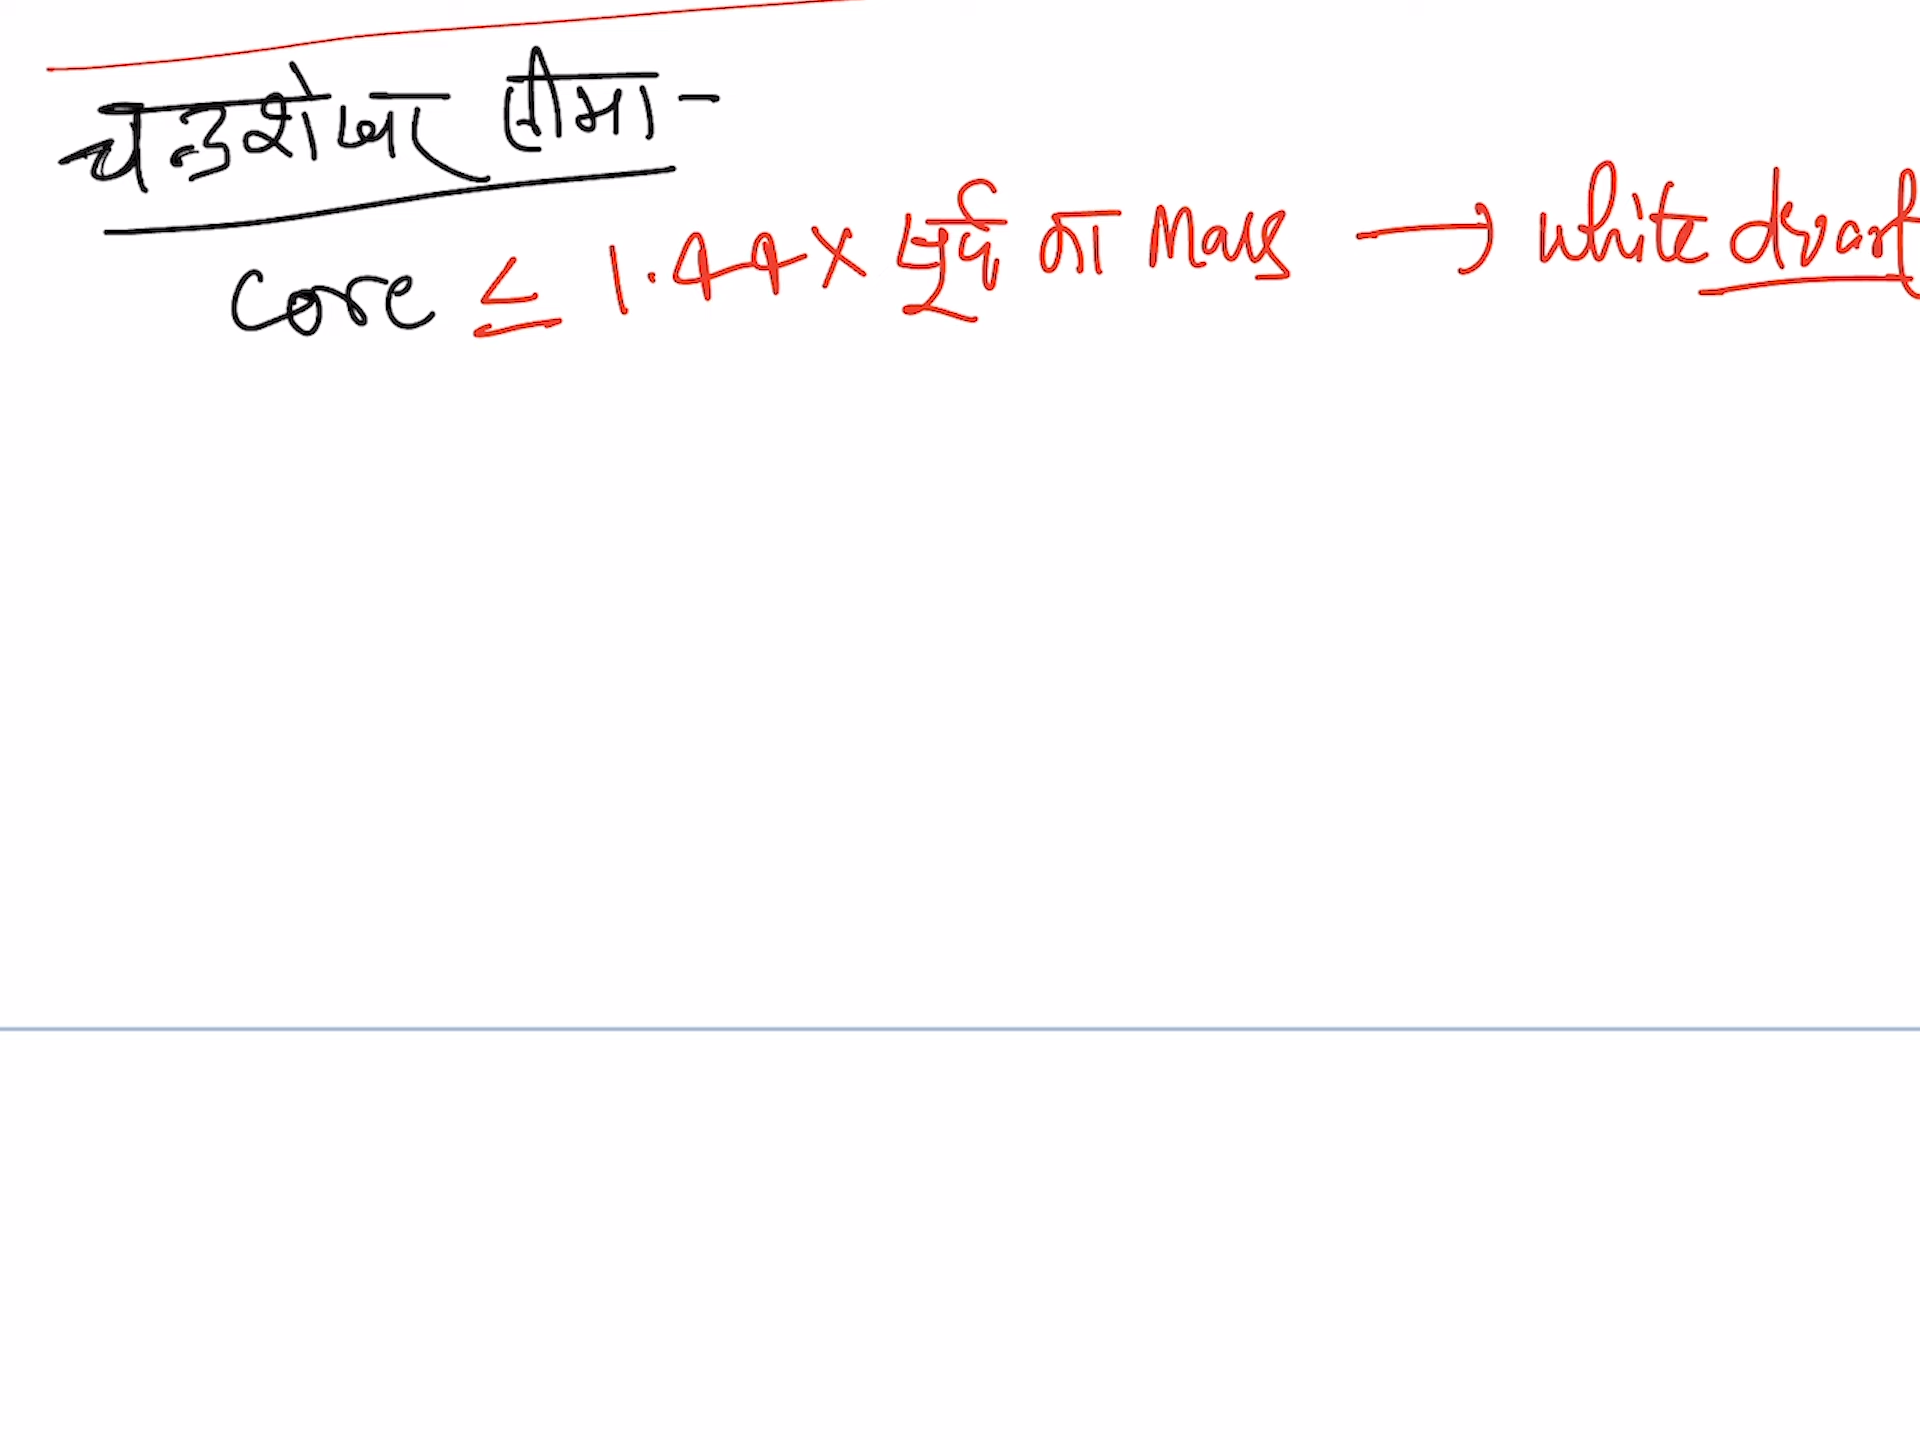 चन्द्रशेखर सीमा -
Core ≤ 1.44 X सूर्य का Mass → white dwarf